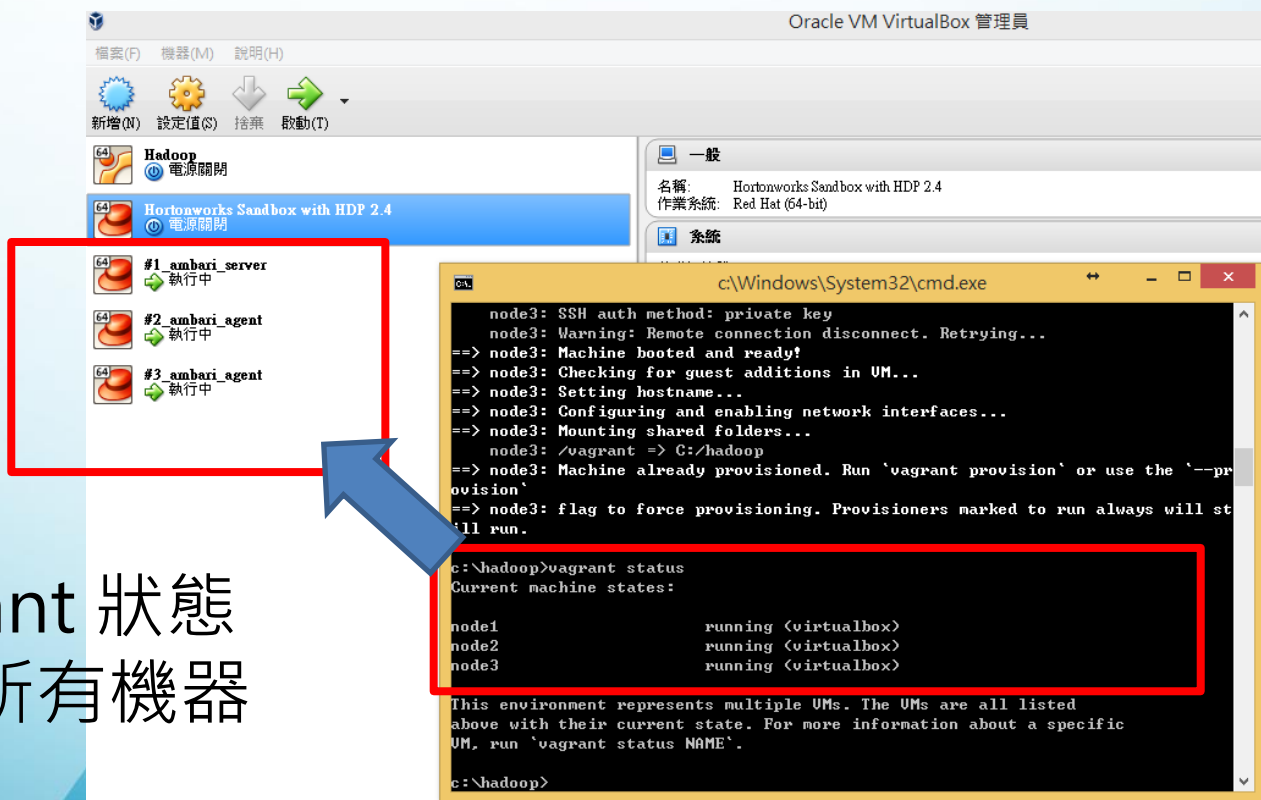 Oracle VM VirtualBox 管理員
檔案(F) 機器(M) 說明(H)
新增(N) 設定值(S) 捨棄 啟動(T)
64 Hadoop
電源關閉
64 Hortonworks Sandbox with HDP 2.4
電源關閉
64 #1_ambari_server
執行中
64 #2_ambari_agent
執行中
64 #3_ambari_agent
執行中
一般
名稱: Hortonworks Sandbox with HDP 2.4
作業系統: Red Hat (64-bit)
系統
c:\Windows\System32\cmd.exe
node3: SSH auth method: private key
node3: Warning: Remote connection disconnect. Retrying...
==> node3: Machine booted and ready!
==> node3: Checking for guest additions in VM...
==> node3: Setting hostname...
==> node3: Configuring and enabling network interfaces...
==> node3: Mounting shared folders...
node3: /vagrant => C:/hadoop
==> node3: Machine already provisioned. Run `vagrant provision` or use the `--pr
ovision`
==> node3: flag to force provisioning. Provisioners marked to run always will st
ill run.
c:\hadoop>vagrant status
Current machine states:
node1 running (virtualbox)
node2 running (virtualbox)
node3 running (virtualbox)
This environment represents multiple VMs. The VMs are all listed
above with their current state. For more information about a specific
VM, run `vagrant status NAME`.
c:\hadoop>
nt 狀態
所有機器